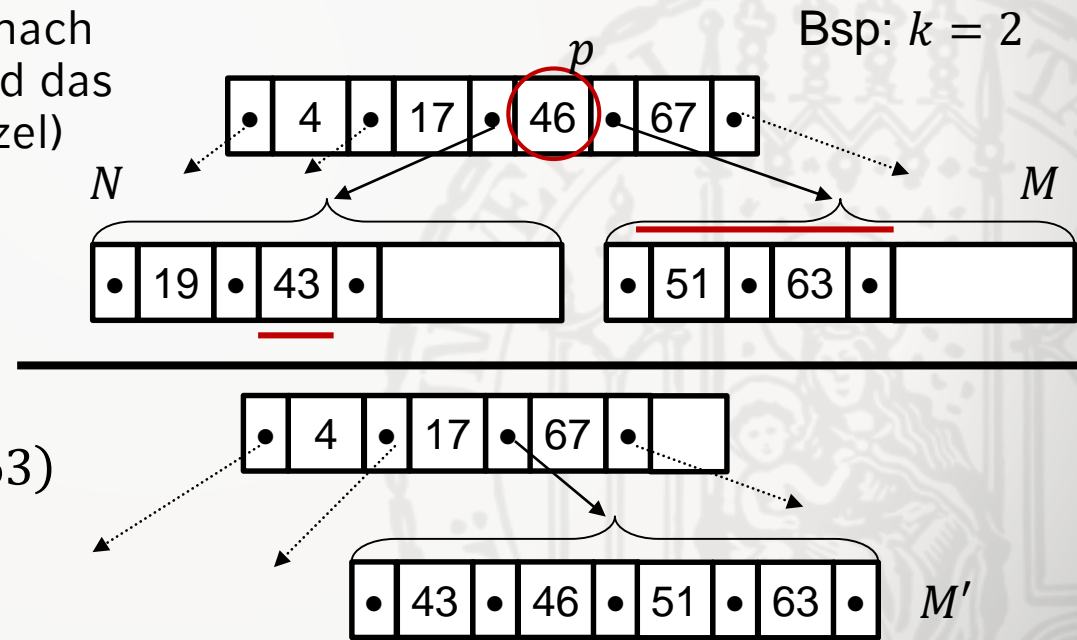 nach
d das
zel)
Bsp: k = 2
p
4 17 46 67
N
M
19 43
51 63
4 17 67
63)
43 46 51 63
M′